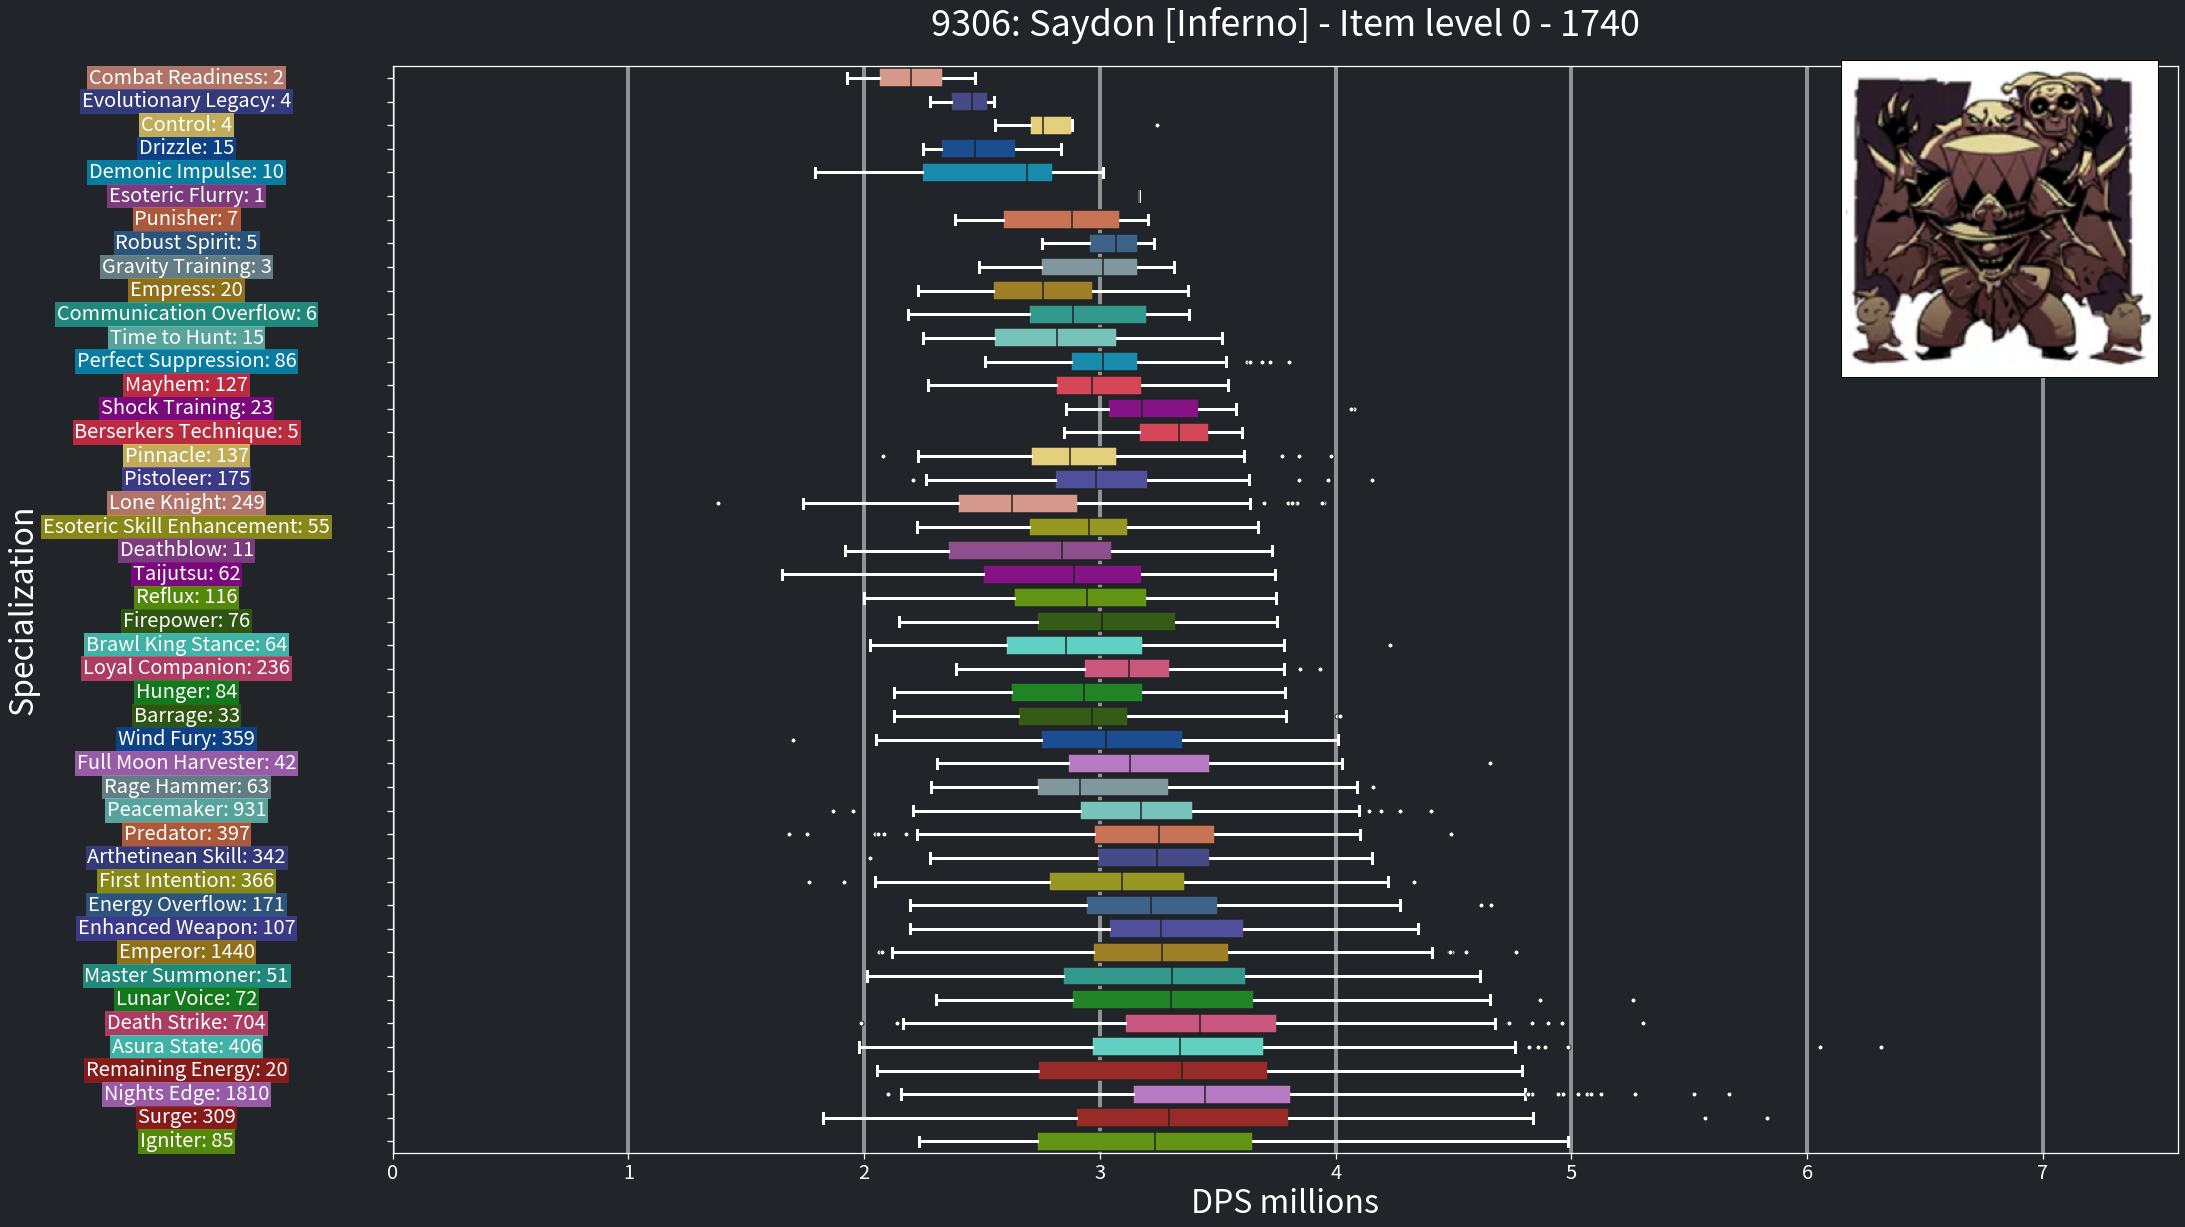 9306: Saydon [Inferno] - Item level 0 - 1740
Specialization
Combat Readiness: 2
Evolutionary Legacy: 4
Control: 4
Drizzle: 15
Demonic Impulse: 10
Esoteric Flurry: 1
Punisher: 7
Robust Spirit: 5
Gravity Training: 3
Empress: 20
Communication Overflow: 6
Time to Hunt: 15
Perfect Suppression: 86
Mayhem: 127
Shock Training: 23
Berserkers Technique: 5
Pinnacle: 137
Pistoleer: 175
Lone Knight: 249
Esoteric Skill Enhancement: 55
Deathblow: 11
Taijutsu: 62
Reflux: 116
Firepower: 76
Brawl King Stance: 64
Loyal Companion: 236
Hunger: 84
Barrage: 33
Wind Fury: 359
Full Moon Harvester: 42
Rage Hammer: 63
Peacemaker: 931
Predator: 397
Arthetinean Skill: 342
First Intention: 366
Energy Overflow: 171
Enhanced Weapon: 107
Emperor: 1440
Master Summoner: 51
Lunar Voice: 72
Death Strike: 704
Asura State: 406
Remaining Energy: 20
Nights Edge: 1810
Surge: 309
Igniter: 85
0 1 2 3 4 5 6 7
DPS millions